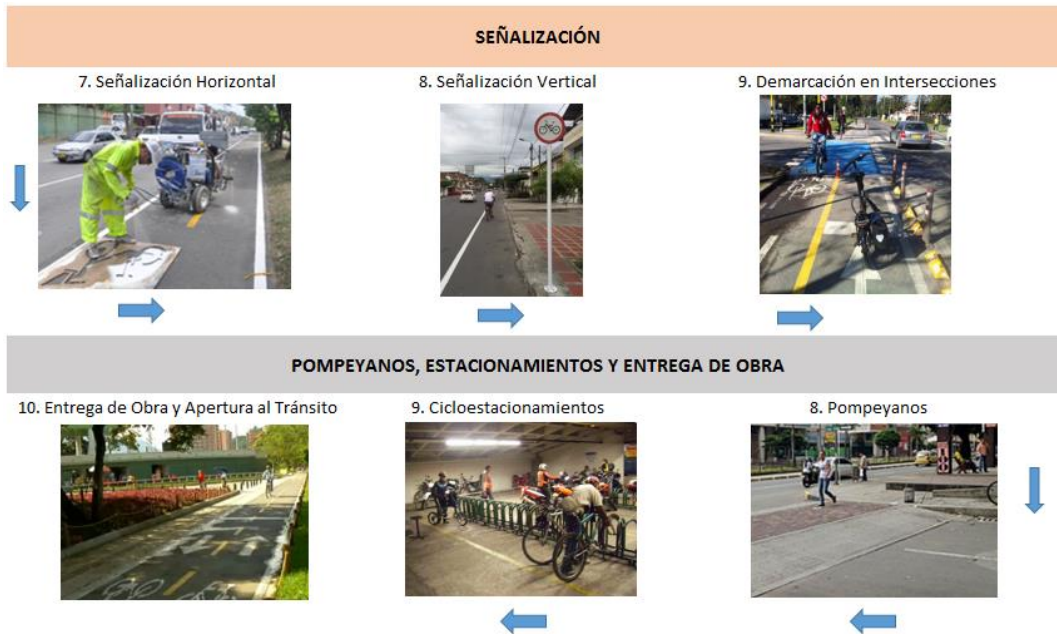 SEÑALIZACIÓN
7. Señalización Horizontal
8. Señalización Vertical
9. Demarcación en Intersecciones
POMPEYANOS, ESTACIONAMIENTOS Y ENTREGA DE OBRA
10. Entrega de Obra y Apertura al Tránsito
9. Cicloestacionamientos
8. Pompeyanos